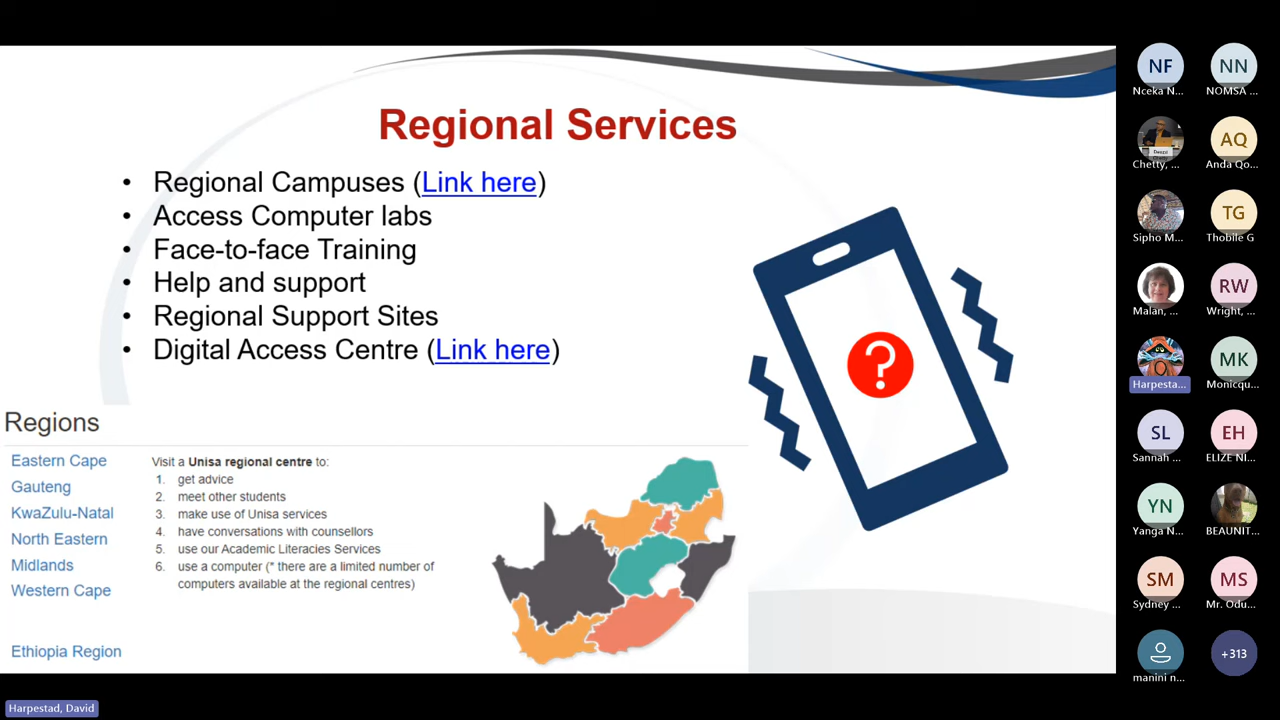 Regional Services
• Regional Campuses (Link here)
• Access Computer labs
• Face-to-face Training
• Help and support
• Regional Support Sites
• Digital Access Centre (Link here)
?
Regions
Eastern Cape
Gauteng
KwaZulu-Natal
North Eastern
Midlands
Western Cape
Ethiopia Region
Visit a Unisa regional centre to:
1. get advice
2. meet other students
3. make use of Unisa services
4. have conversations with counsellors
5. use our Academic Literacies Services
6. use a computer (* there are a limited number of
computers available at the regional centres)
NF
Nceka N...
NN
NOMSA ...
Chetty, ...
AQ
Anda Qo...
Sipho M...
TG
Thobile G
Malan, ...
RW
Wright, ...
Harpesta...
MK
Monicqu...
SL
Sannah ...
EH
ELIZE NI...
YN
Yanga N...
BEAUNIT...
SM
Sydney ...
MS
Mr. Odu...
manini n...
+313
Harpestad, David